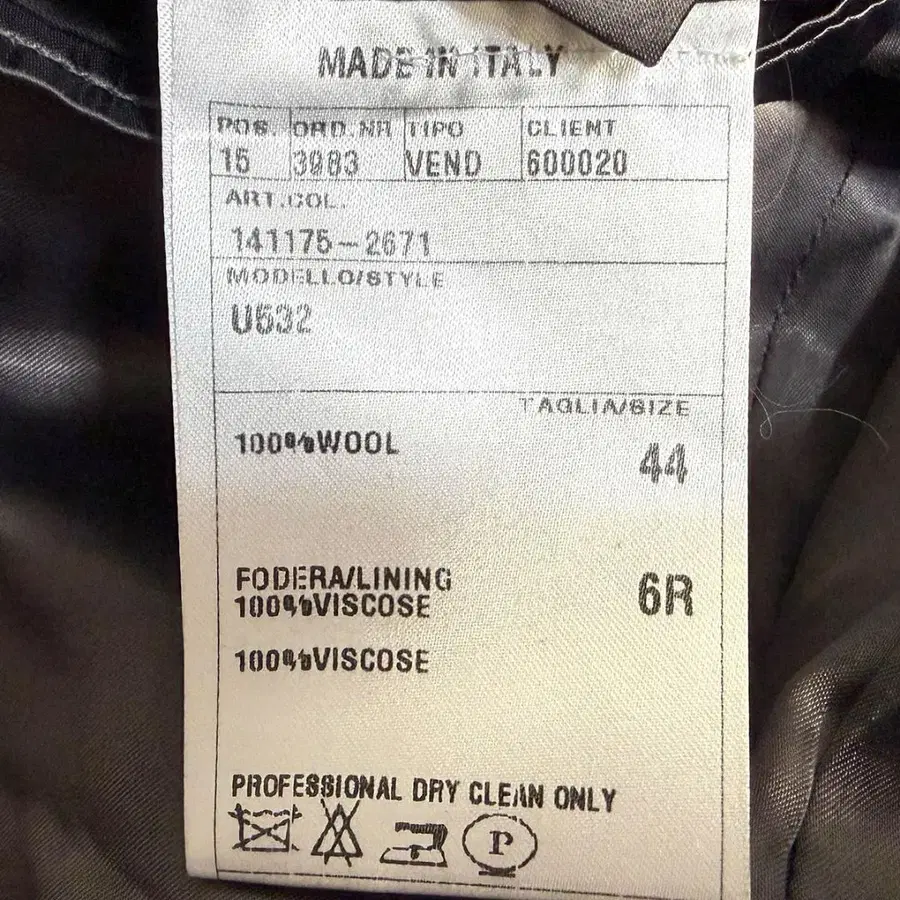 MADE IN ITALY
POS. ORD.NR TIPO CLIENT
15 3983 VEND 600020
ART.COL.
141175-2671
MODELLO/STYLE
U532
TAGLIA/SIZE
100%WOOL
44
FODERA/LINING
6R
100%VISCOSE
100%VISCOSE
PROFESSIONAL DRY CLEAN ONLY
P